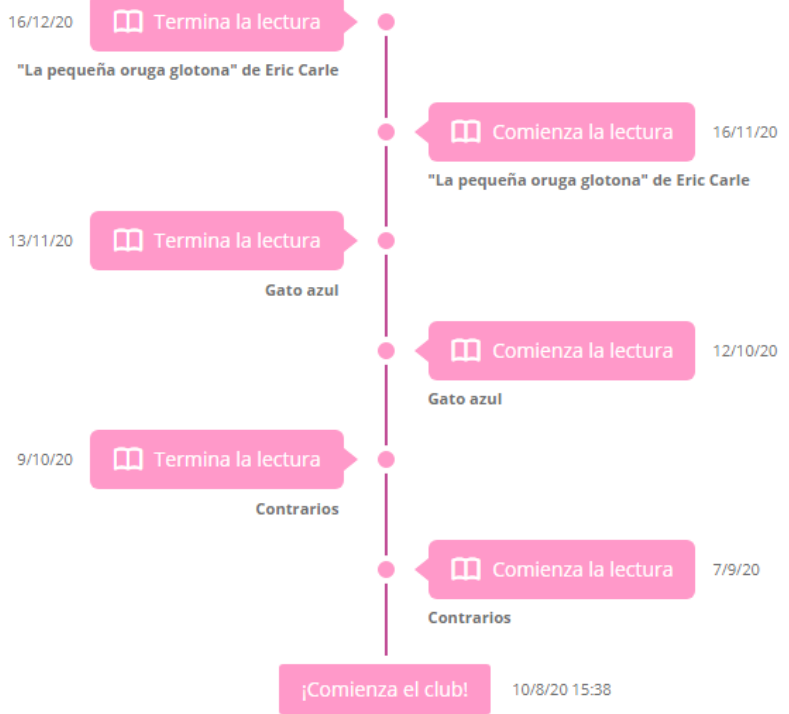 16/12/20 Termina la lectura
"La pequeña oruga glotona" de Eric Carle
Comienza la lectura 16/11/20
"La pequeña oruga glotona" de Eric Carle
13/11/20 Termina la lectura
Gato azul
Comienza la lectura 12/10/20
Gato azul
9/10/20 Termina la lectura
Contrarios
Comienza la lectura 7/9/20
Contrarios
¡Comienza el club! 10/8/20 15:38